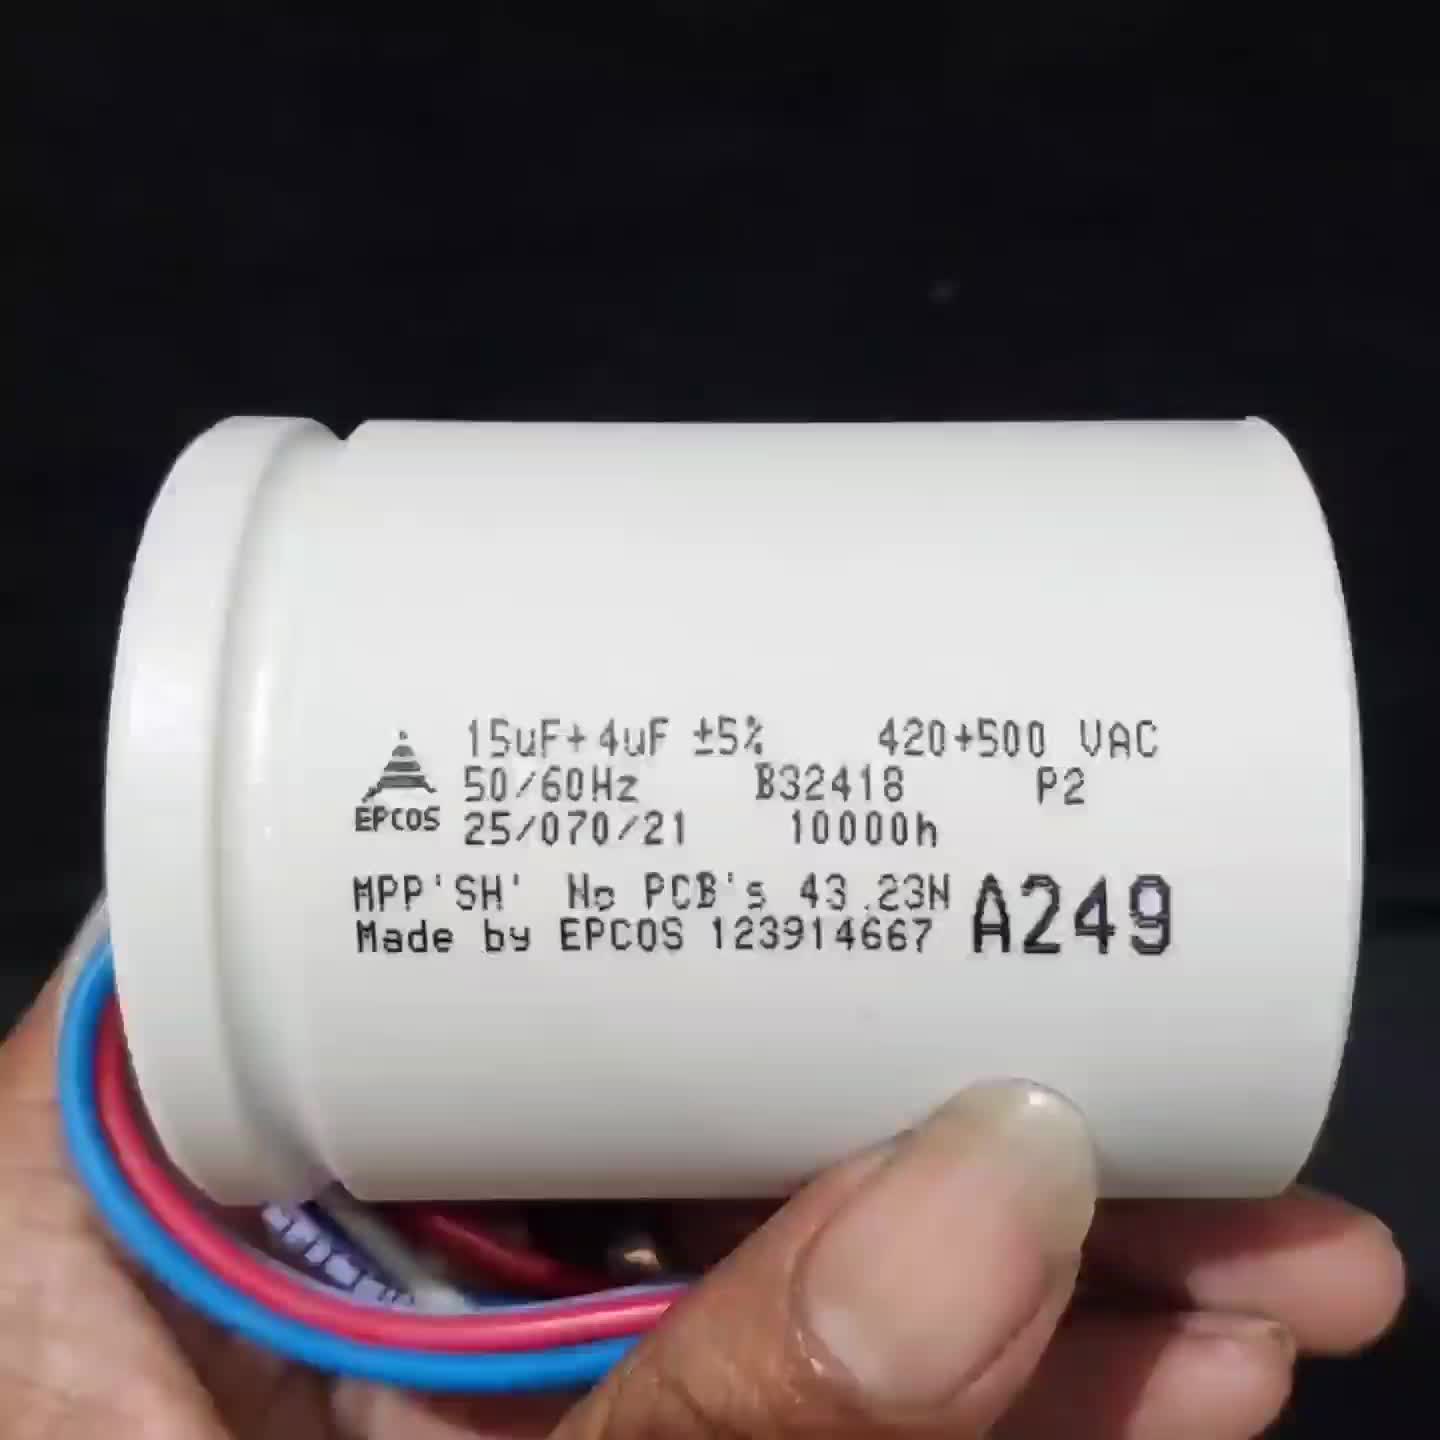 15uF+4uF ±5% 420+500 VAC
50/60Hz B32418 P2
EPCOS 25/070/21 10000h
MPP'SH' No PCB's 43.23N
Made by EPCOS 123914667 A249